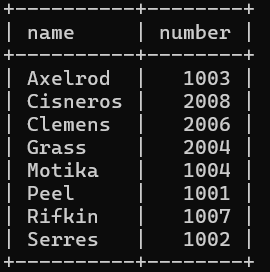 +----------+--------+
| name     | number |
+----------+--------+
| Axelrod  |   1003 |
| Cisneros |   2008 |
| Clemens  |   2006 |
| Grass    |   2004 |
| Motika   |   1004 |
| Peel     |   1001 |
| Rifkin   |   1007 |
| Serres   |   1002 |
+----------+--------+